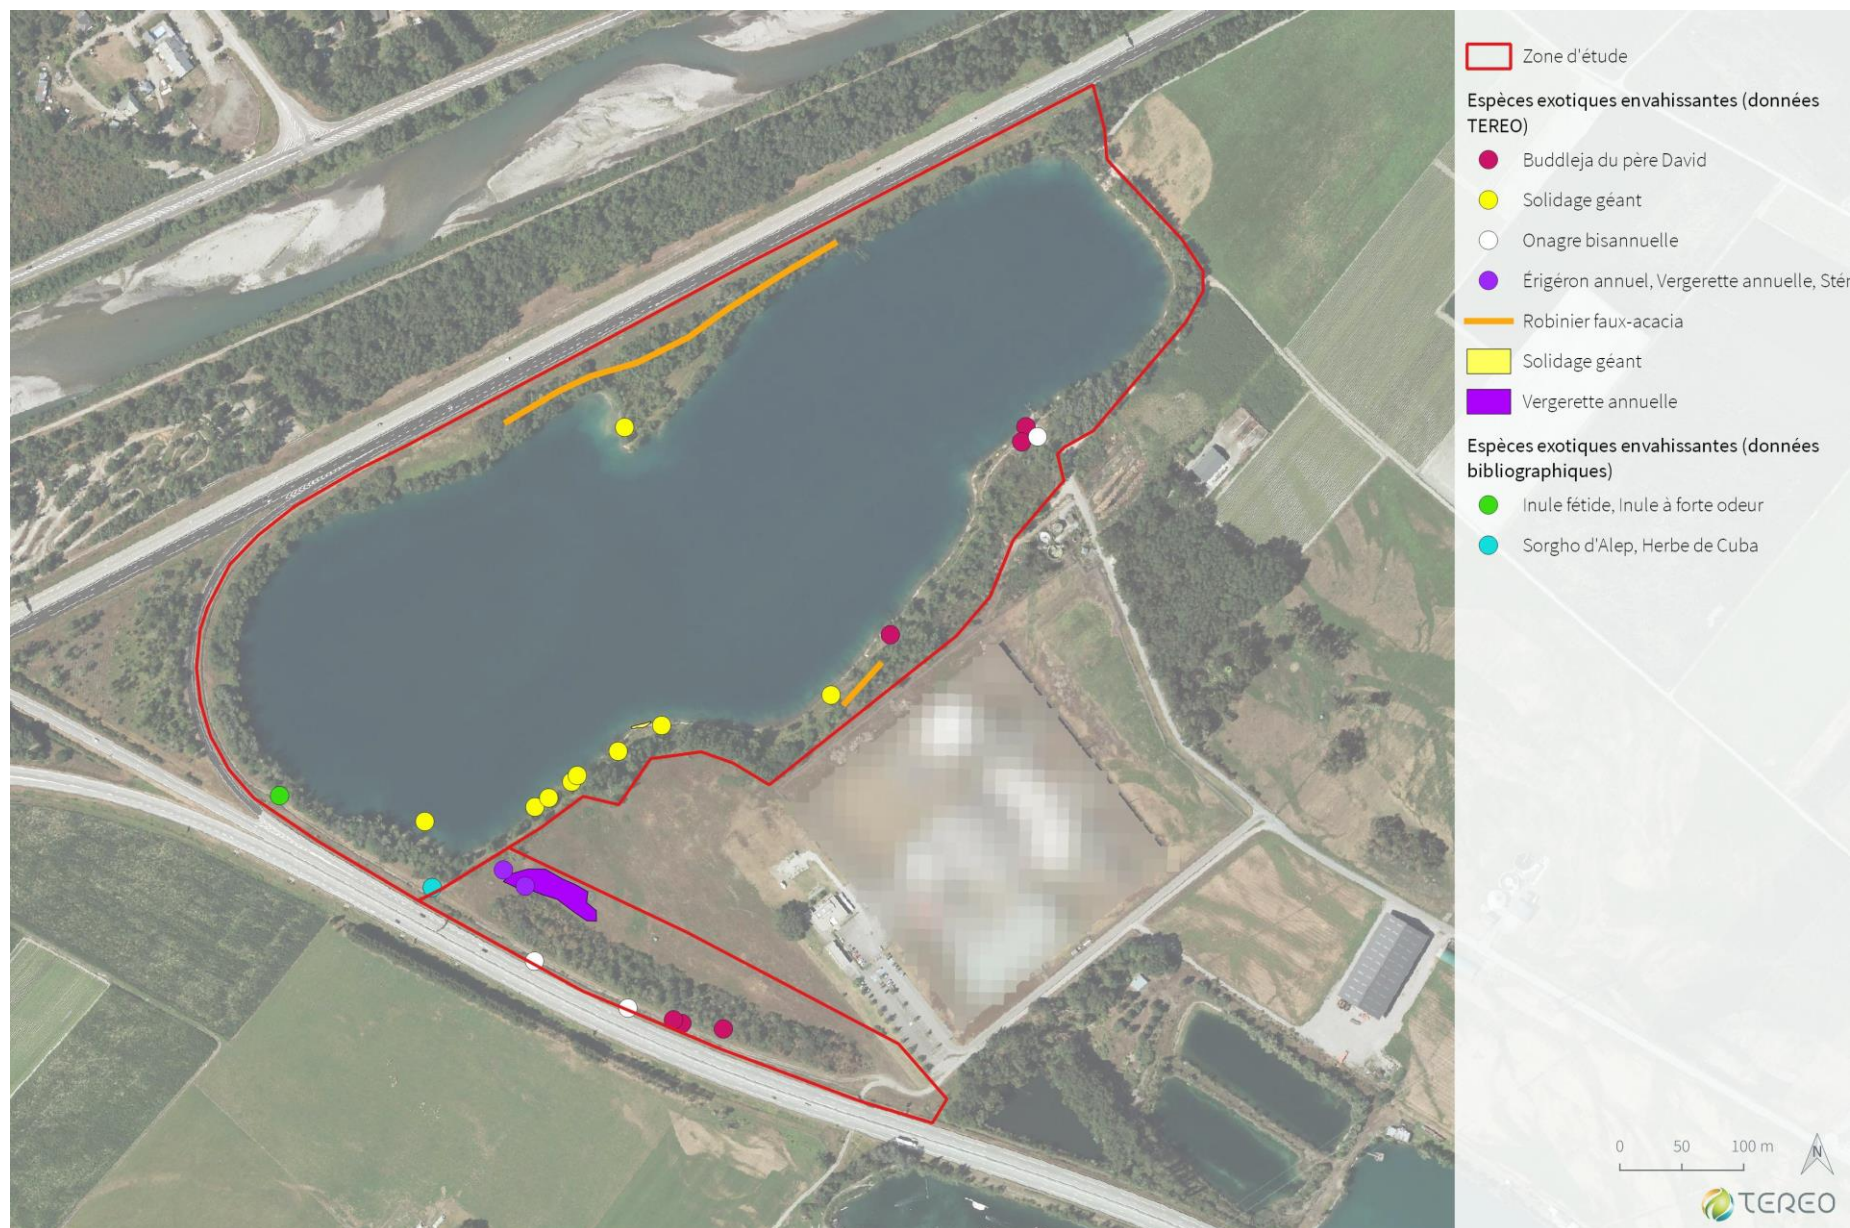 Zone d'étude
Espèces exotiques envahissantes (données
TEREO)
Buddleja du père David
Solidage géant
Onagre bisannuelle
Érigéron annuel, Vergerette annuelle, Stér
Robinier faux-acacia
Solidage géant
Vergerette annuelle
Espèces exotiques envahissantes (données
bibliographiques)
Inule fétide, Inule à forte odeur
Sorgho d'Alep, Herbe de Cuba
0 50 100 m
N
TEREO